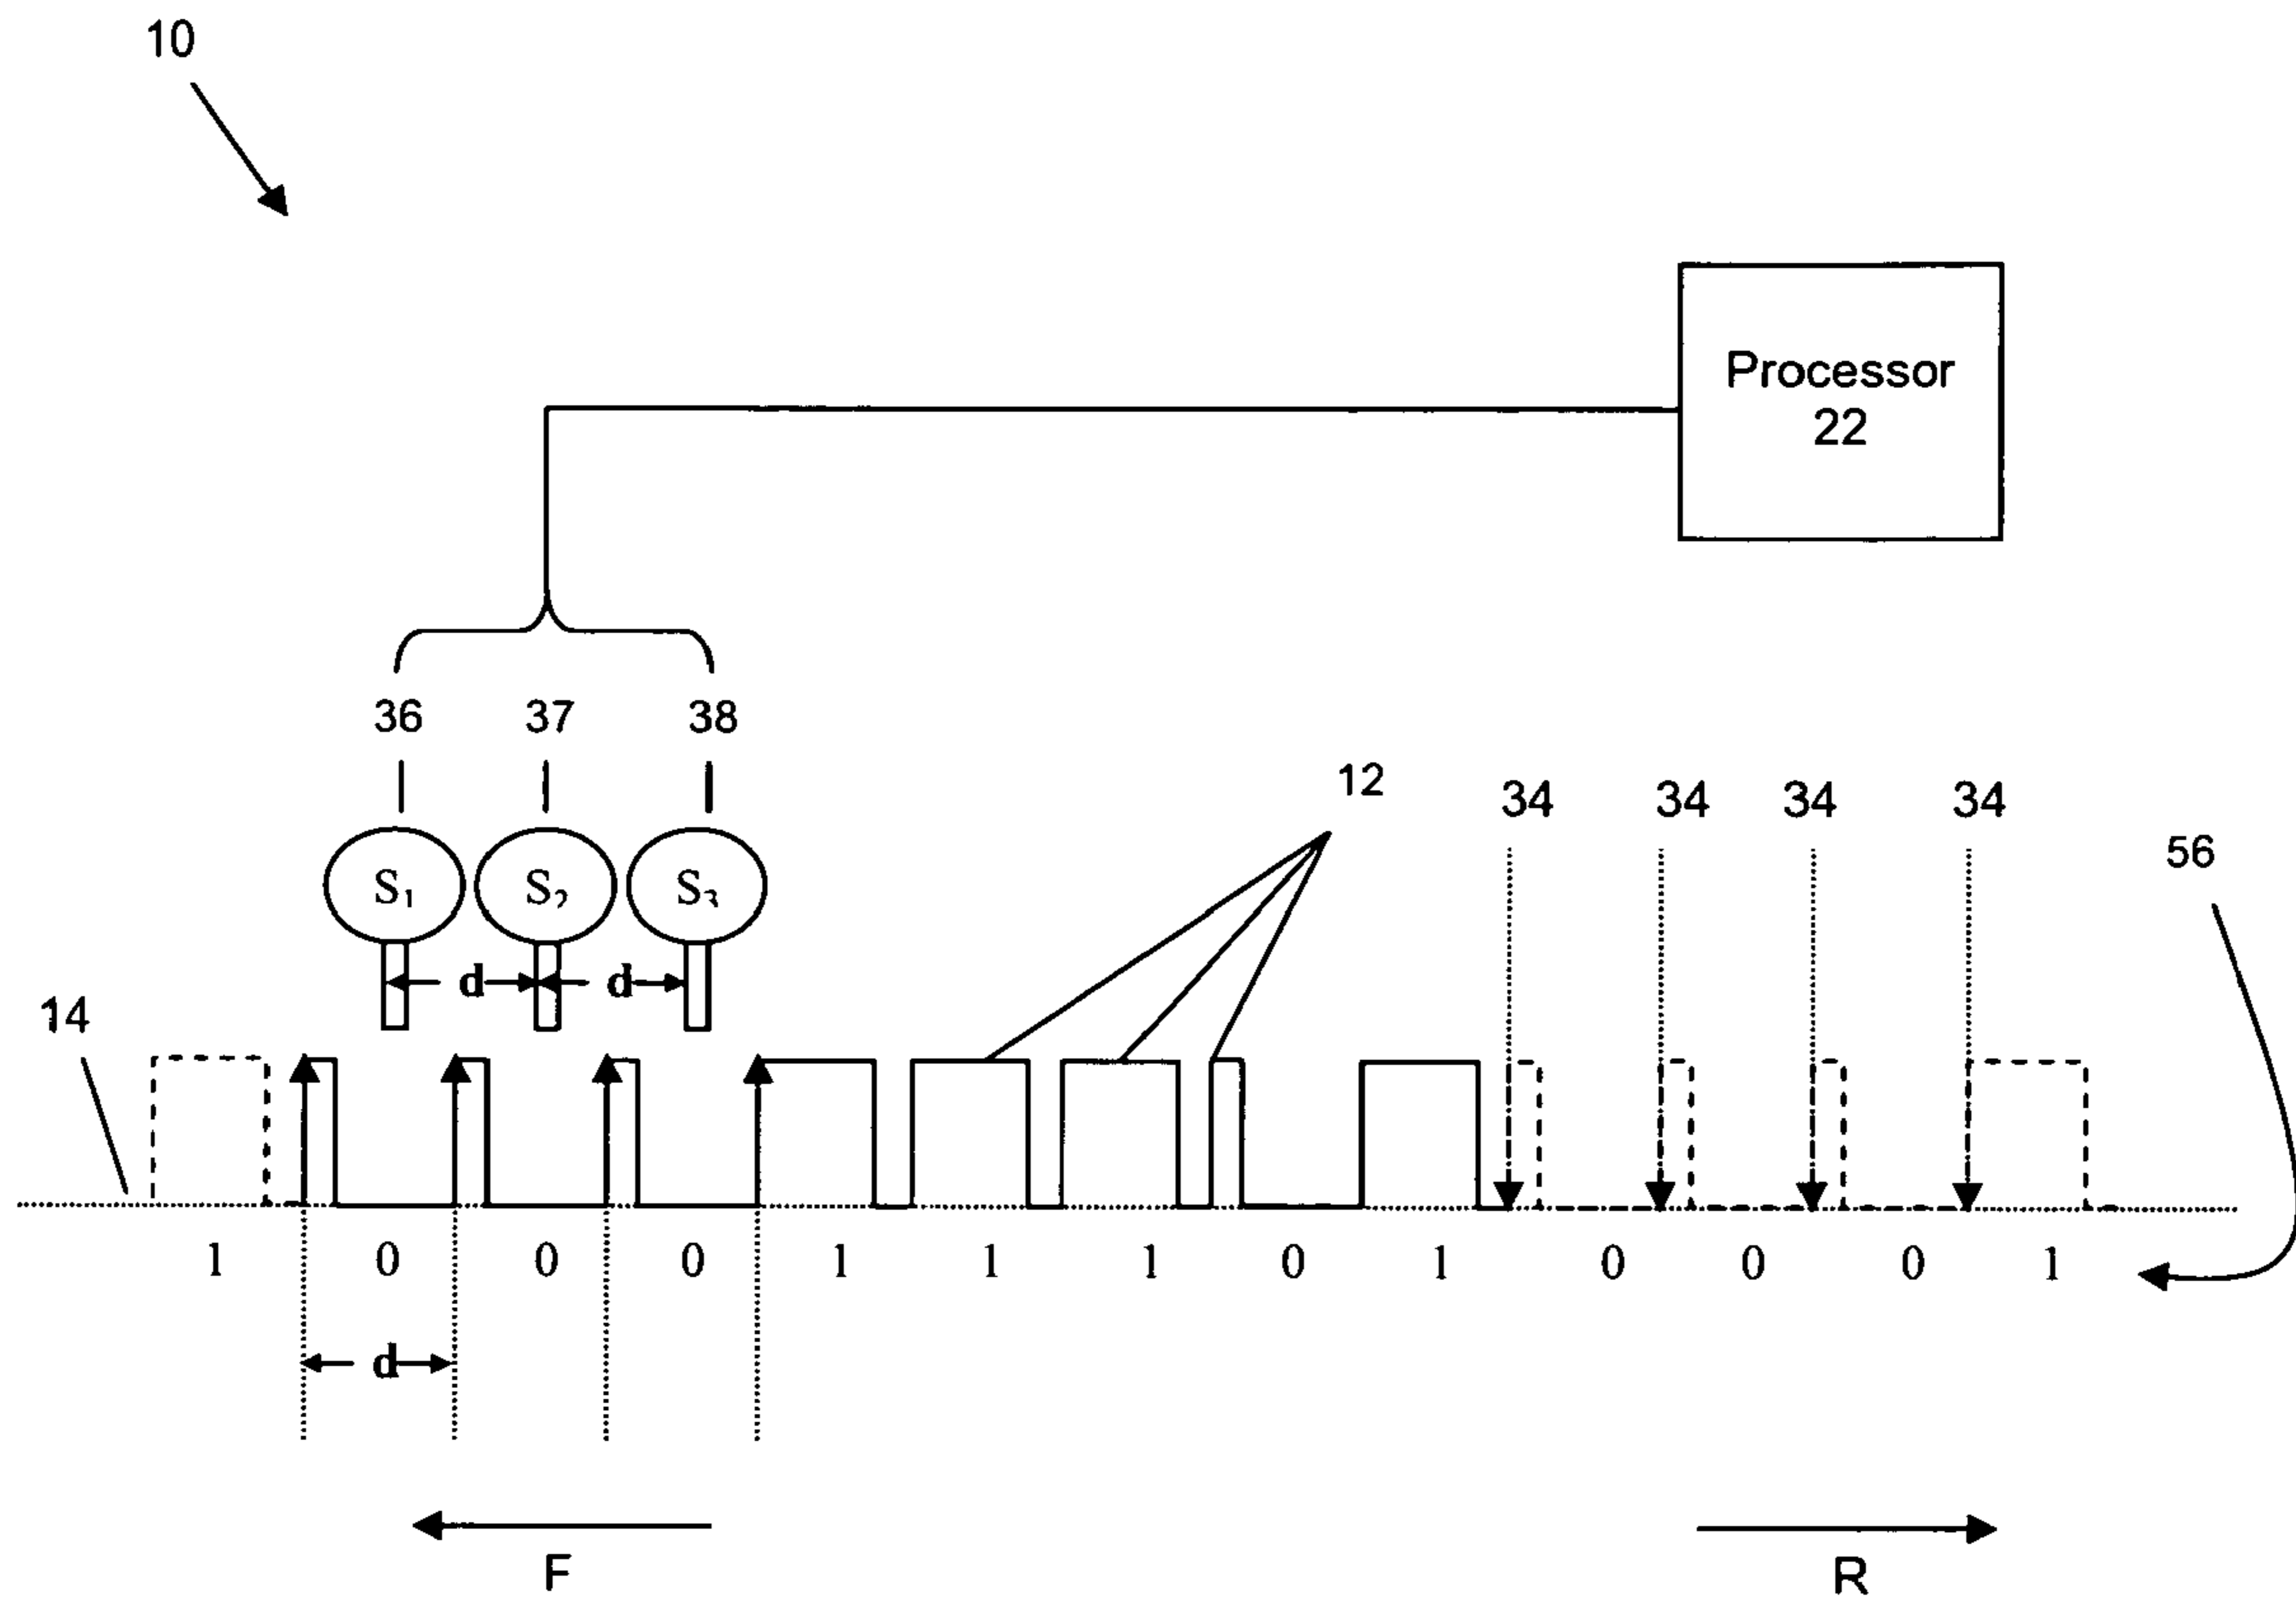 10
Processor
22
36 37 38
12 34 34 34 34
56
S₁ S₂ S₃
d d
14
1 0 0 0 1 1 1 0 1 0 0 0 1
d
F R